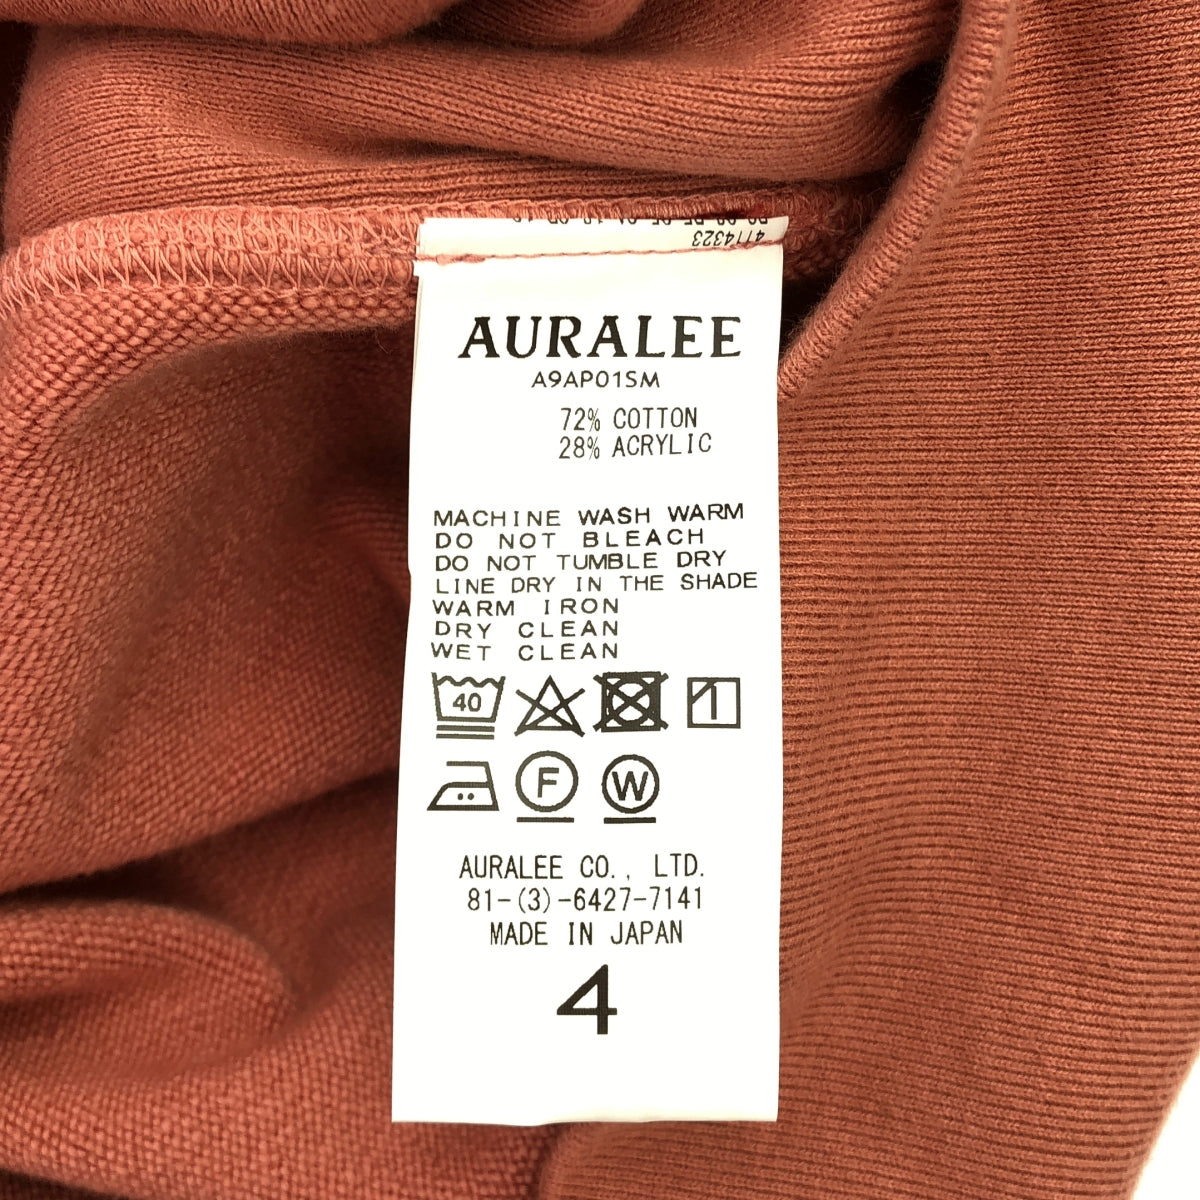 4714323
AURALEE
A9AP01SM
72% COTTON
28% ACRYLIC
MACHINE WASH WARM
DO NOT BLEACH
DO NOT TUMBLE DRY
LINE DRY IN THE SHADE
WARM IRON
DRY CLEAN
WET CLEAN
40
F W
AURALEE CO., LTD.
81-(3)-6427-7141
MADE IN JAPAN
4